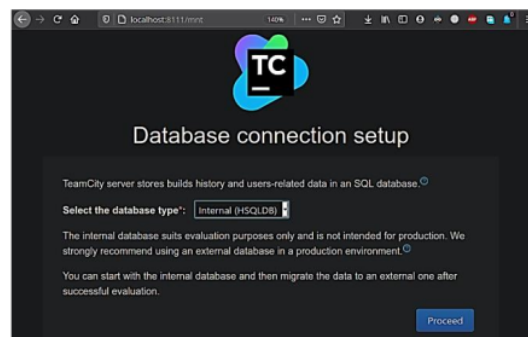 localhost:8111/mnt
140%
TC
Database connection setup
TeamCity server stores builds history and users-related data in an SQL database.
Select the database type*: Internal (HSQLDB)
The internal database suits evaluation purposes only and is not intended for production. We
strongly recommend using an external database in a production environment.
You can start with the internal database and then migrate the data to an external one after
successful evaluation.
Proceed